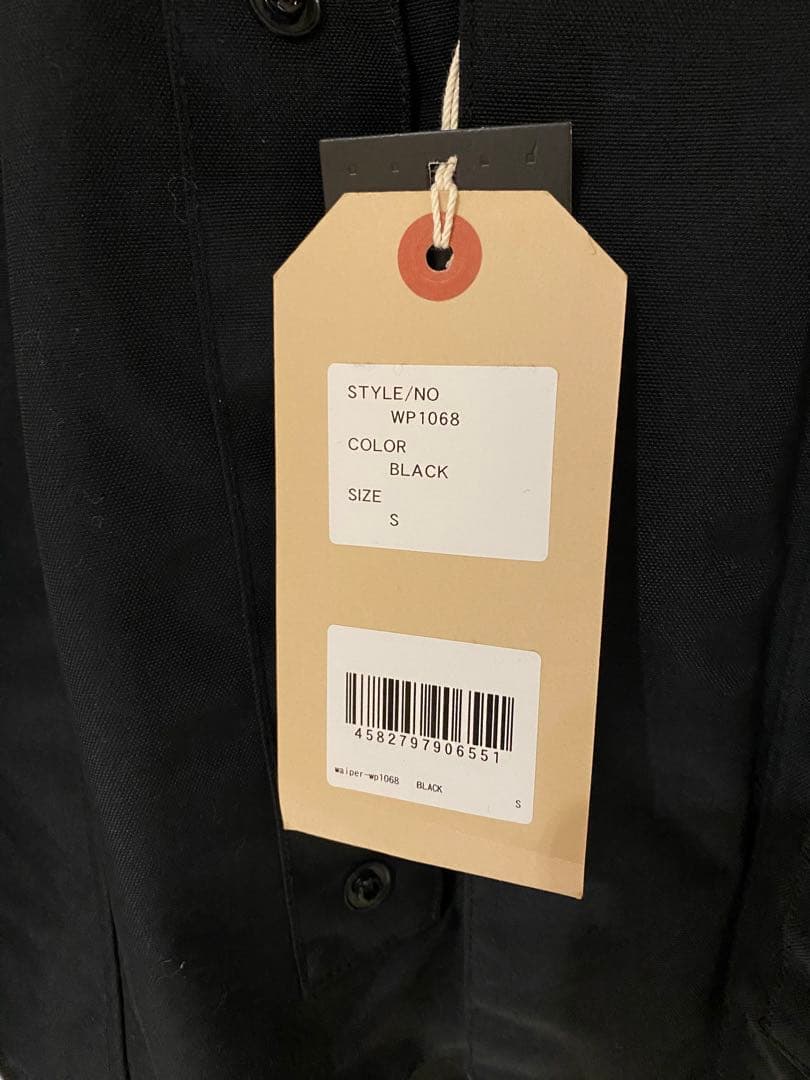 STYLE/NO
WP1068
COLOR
BLACK
SIZE
S
4582797906551
waiper-wp1068 BLACK S